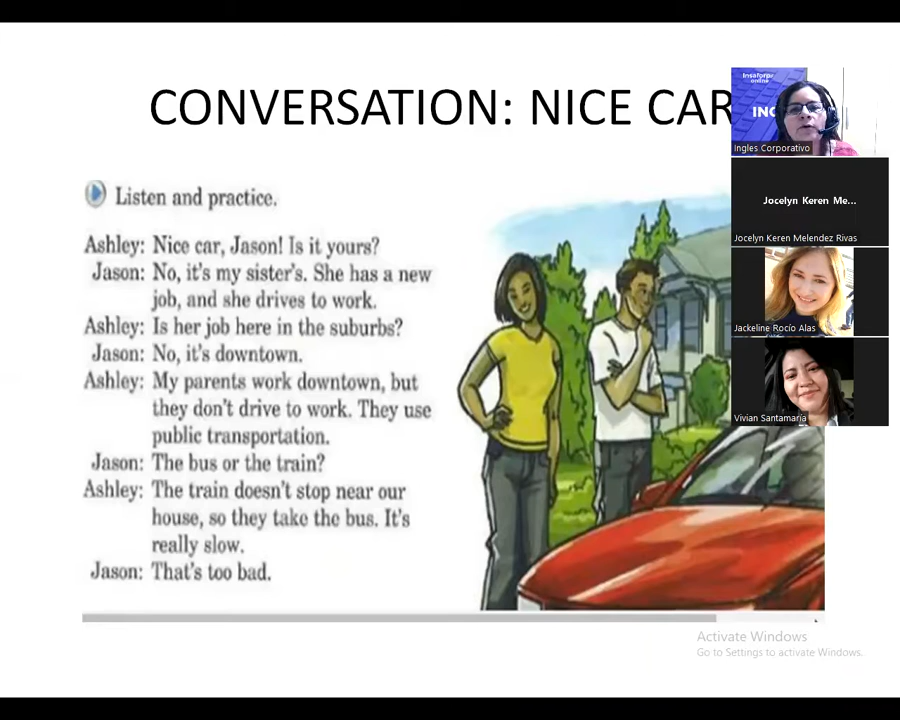 CONVERSATION: NICE CAR
Insaforp
online
Ingles Corporativo
Jocelyn Keren Me...
Jocelyn Keren Melendez Rivas
Jackeline Rocío Alas
Vivian Santamaría
Listen and practice.
Ashley: Nice car, Jason! Is it yours?
Jason: No, it's my sister's. She has a new
job, and she drives to work.
Ashley: Is her job here in the suburbs?
Jason: No, it's downtown.
Ashley: My parents work downtown, but
they don't drive to work. They use
public transportation.
Jason: The bus or the train?
Ashley: The train doesn't stop near our
house, so they take the bus. It's
really slow.
Jason: That's too bad.
Activate Windows
Go to Settings to activate Windows.